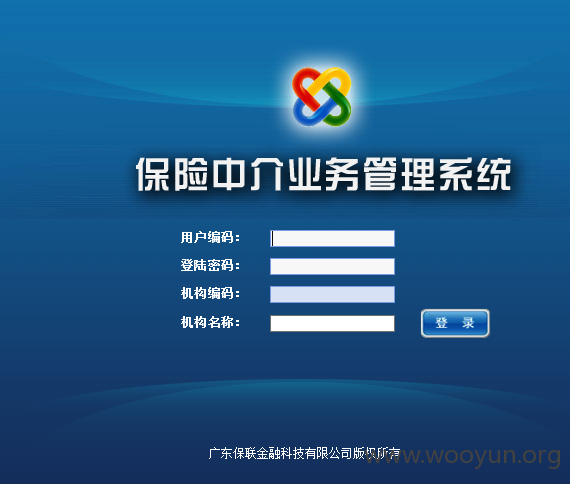 保险中介业务管理系统
用户编码：
登陆密码：
机构编码：
机构名称：
登 录
广东保联金融科技有限公司版权所有
www.wooyun.org